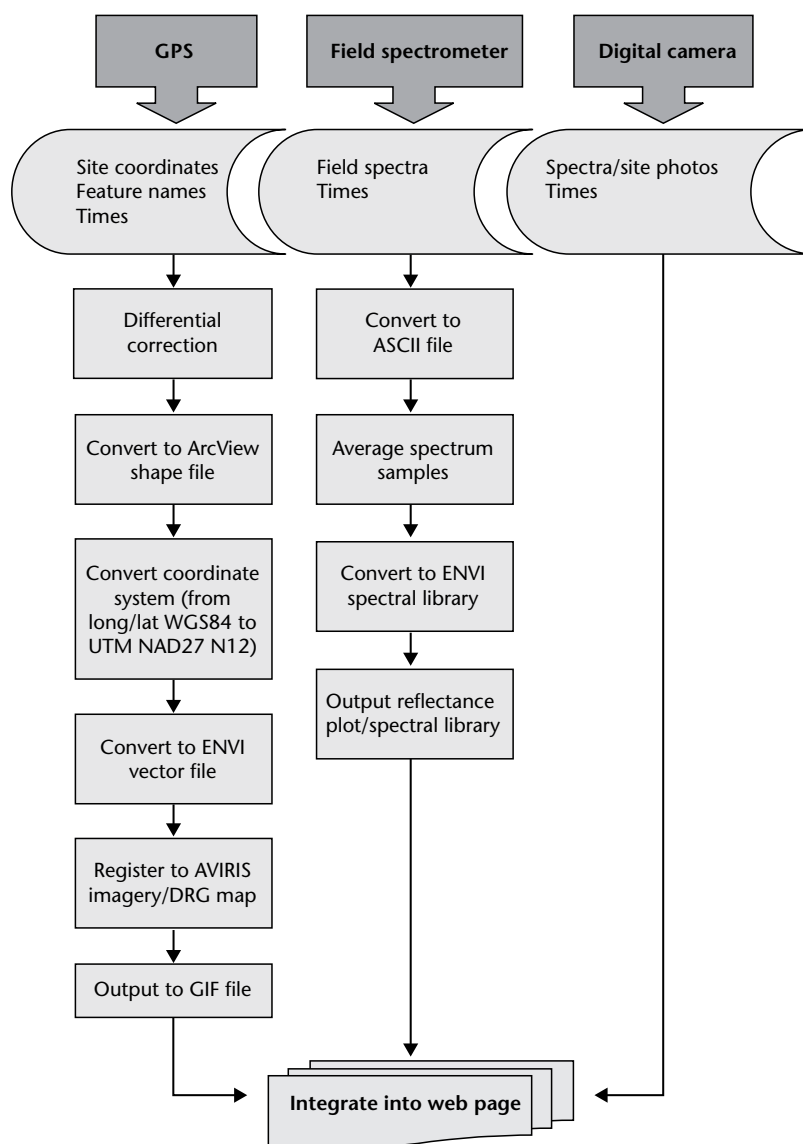 GPS
Field spectrometer
Digital camera
Site coordinates
Feature names
Times
Field spectra
Times
Spectra/site photos
Times
Differential
correction
Convert to ArcView
shape file
Convert coordinate
system (from
long/lat WGS84 to
UTM NAD27 N12)
Convert to ENVI
vector file
Register to AVIRIS
imagery/DRG map
Output to GIF file
Convert to
ASCII file
Average spectrum
samples
Convert to ENVI
spectral library
Output reflectance
plot/spectral library
Integrate into web page